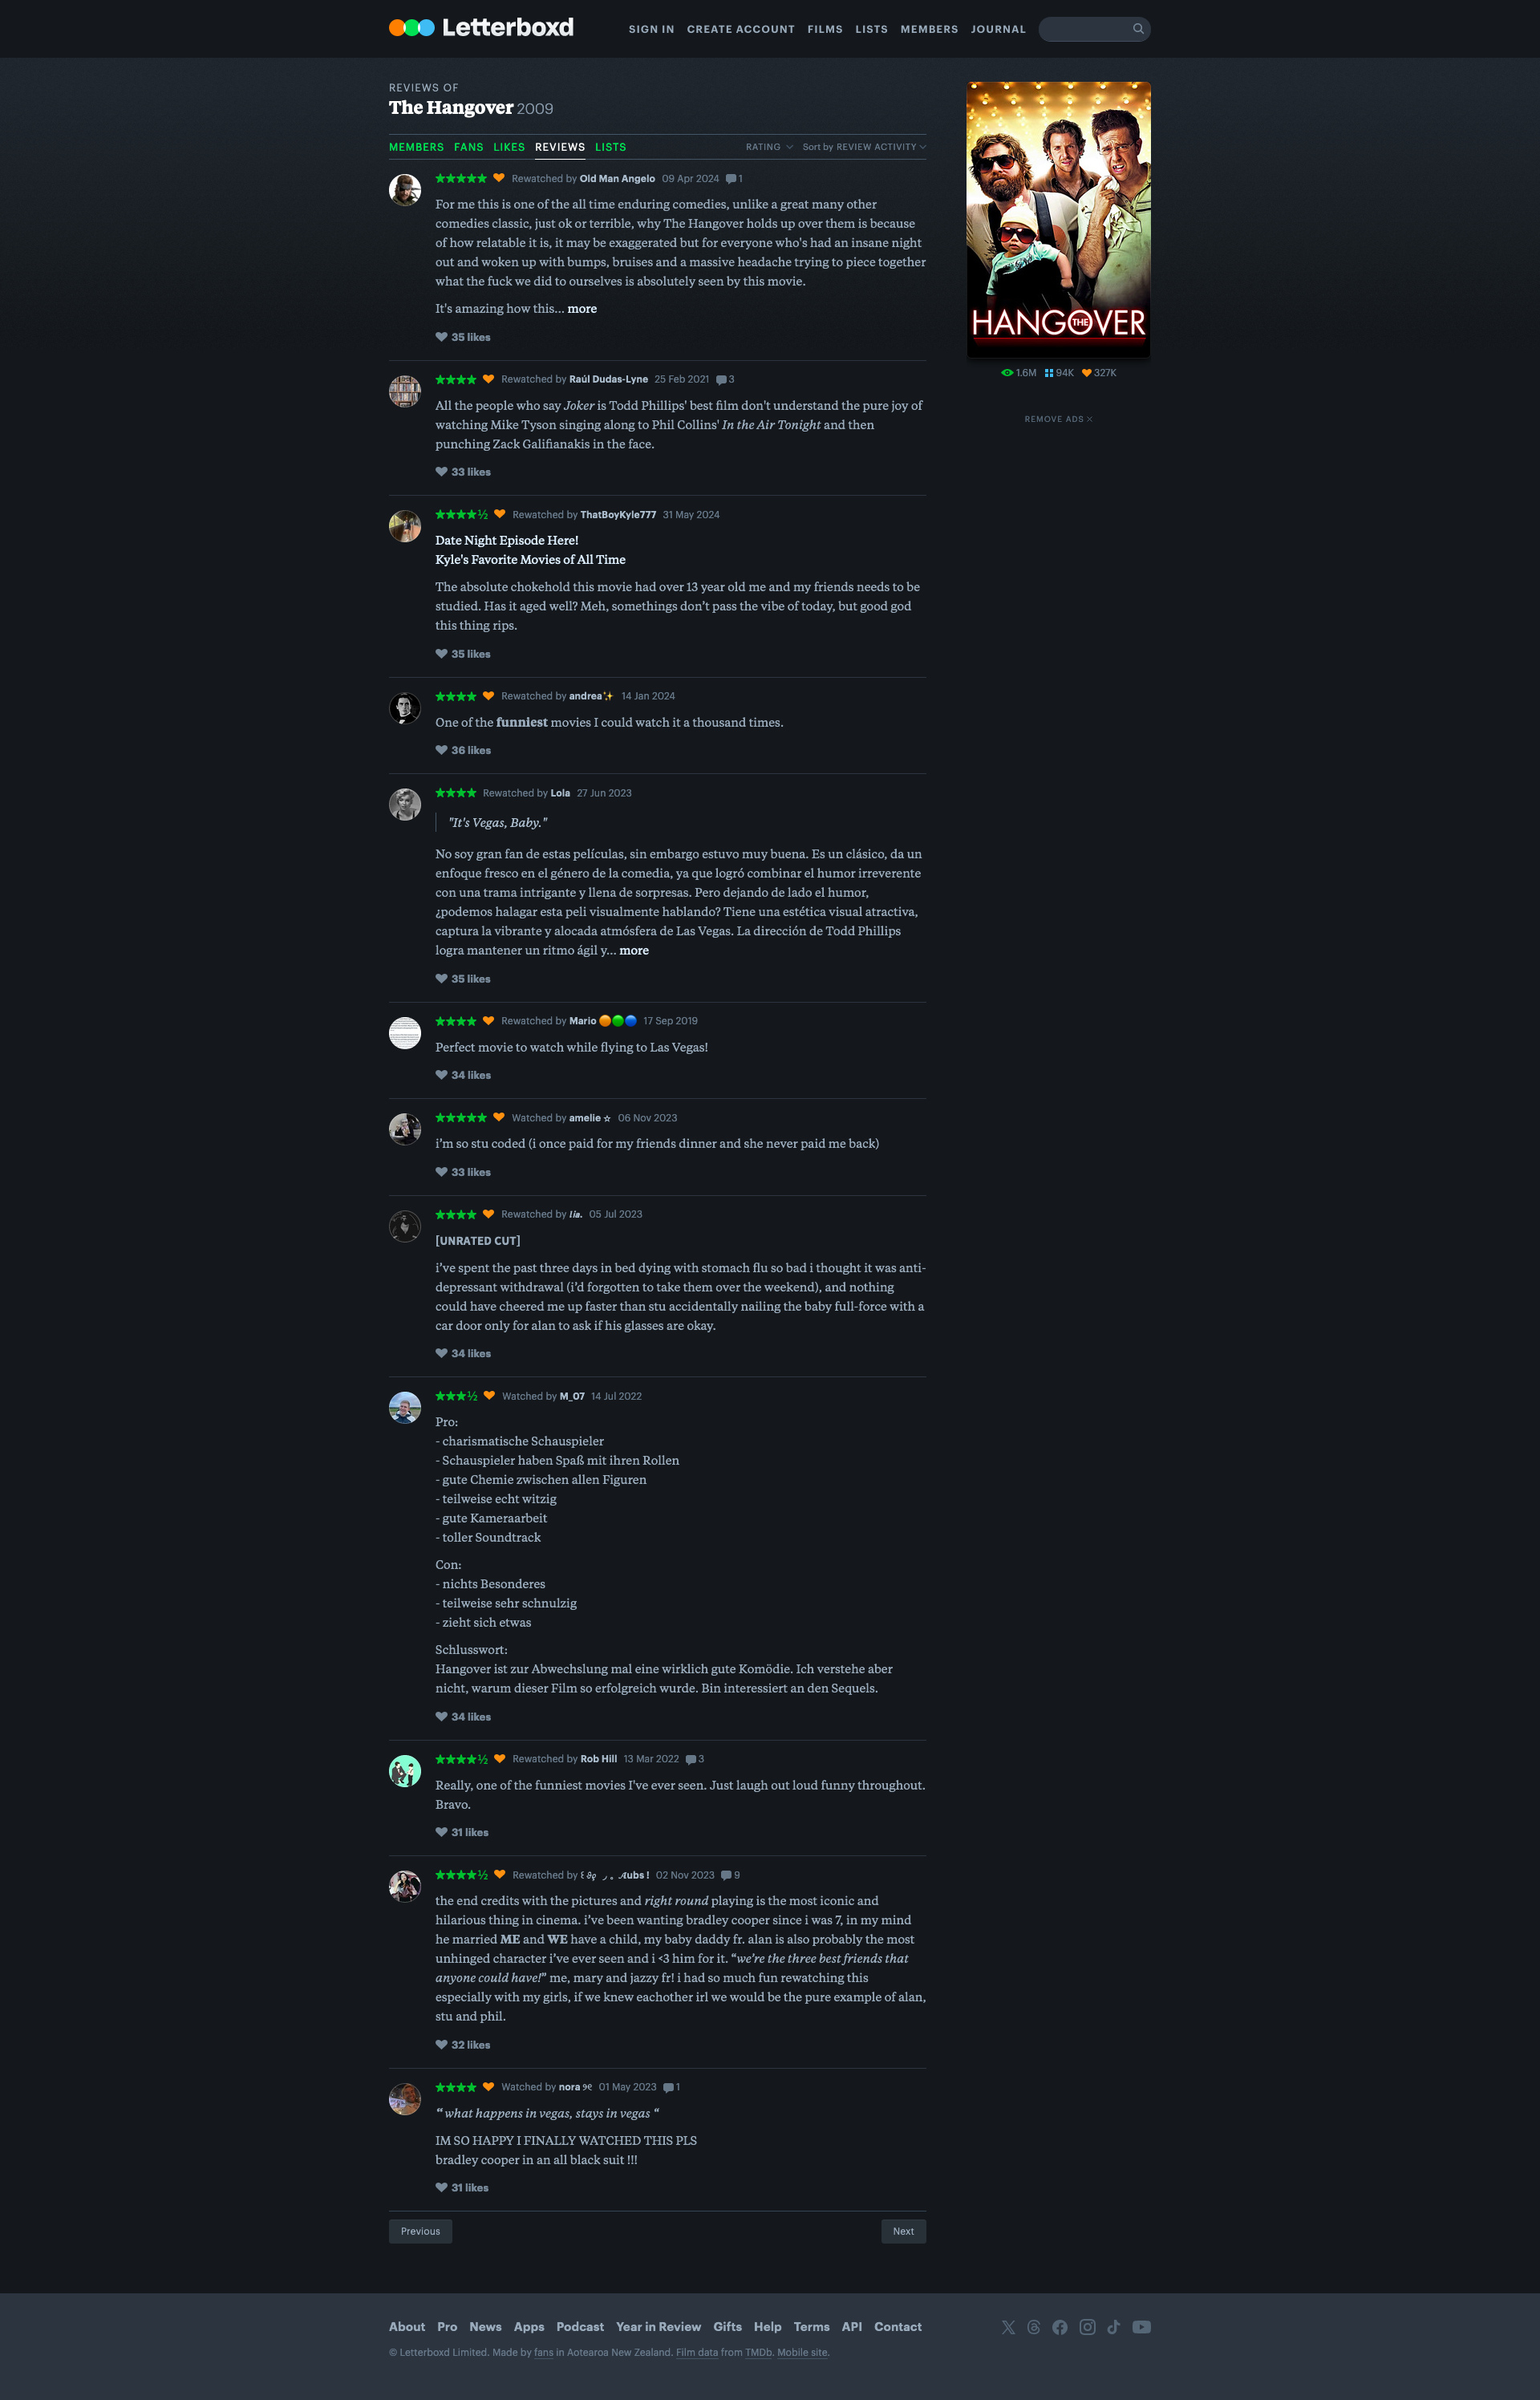 Letterboxd
SIGN IN CREATE ACCOUNT FILMS LISTS MEMBERS JOURNAL
REVIEWS OF
The Hangover 2009
MEMBERS FANS LIKES REVIEWS LISTS
RATING Sort by REVIEW ACTIVITY
★★★★★ Rewatched by Old Man Angelo 09 Apr 2024 1
For me this is one of the all time enduring comedies, unlike a great many other
comedies classic, just ok or terrible, why The Hangover holds up over them is because
of how relatable it is, it may be exaggerated but for everyone who's had an insane night
out and woken up with bumps, bruises and a massive headache trying to piece together
what the fuck we did to ourselves is absolutely seen by this movie.
It's amazing how this... more
35 likes
★★★★ Rewatched by Raúl Dudas-Lyne 25 Feb 2021 3
All the people who say Joker is Todd Phillips' best film don't understand the pure joy of
watching Mike Tyson singing along to Phil Collins' In the Air Tonight and then
punching Zack Galifianakis in the face.
33 likes
★★★★½ Rewatched by ThatBoyKyle777 31 May 2024
Date Night Episode Here!
Kyle's Favorite Movies of All Time
The absolute chokehold this movie had over 13 year old me and my friends needs to be
studied. Has it aged well? Meh, somethings don’t pass the vibe of today, but good god
this thing rips.
35 likes
★★★★ Rewatched by andrea✨ 14 Jan 2024
One of the funniest movies I could watch it a thousand times.
36 likes
★★★★ Rewatched by Lola 27 Jun 2023
"It's Vegas, Baby."
No soy gran fan de estas películas, sin embargo estuvo muy buena. Es un clásico, da un
enfoque fresco en el género de la comedia, ya que logró combinar el humor irreverente
con una trama intrigante y llena de sorpresas. Pero dejando de lado el humor,
¿podemos halagar esta peli visualmente hablando? Tiene una estética visual atractiva,
captura la vibrante y alocada atmósfera de Las Vegas. La dirección de Todd Phillips
logra mantener un ritmo ágil y... more
35 likes
★★★★ Rewatched by Mario 🟠🟢🔵 17 Sep 2019
Perfect movie to watch while flying to Las Vegas!
34 likes
★★★★★ Watched by amelie ☆ 06 Nov 2023
i’m so stu coded (i once paid for my friends dinner and she never paid me back)
33 likes
★★★★ Rewatched by 𝒍𝒊𝒂. 05 Jul 2023
[UNRATED CUT]
i’ve spent the past three days in bed dying with stomach flu so bad i thought it was anti-
depressant withdrawal (i’d forgotten to take them over the weekend), and nothing
could have cheered me up faster than stu accidentally nailing the baby full-force with a
car door only for alan to ask if his glasses are okay.
34 likes
★★★½ Watched by M_07 14 Jul 2022
Pro:
- charismatische Schauspieler
- Schauspieler haben Spaß mit ihren Rollen
- gute Chemie zwischen allen Figuren
- teilweise echt witzig
- gute Kameraarbeit
- toller Soundtrack
Con:
- nichts Besonderes
- teilweise sehr schnulzig
- zieht sich etwas
Schlusswort:
Hangover ist zur Abwechslung mal eine wirklich gute Komödie. Ich verstehe aber
nicht, warum dieser Film so erfolgreich wurde. Bin interessiert an den Sequels.
34 likes
★★★★½ Rewatched by Rob Hill 13 Mar 2022 3
Really, one of the funniest movies I've ever seen. Just laugh out loud funny throughout.
Bravo.
31 likes
★★★★½ Rewatched by 𝓐ubs ! 02 Nov 2023 9
the end credits with the pictures and right round playing is the most iconic and
hilarious thing in cinema. i’ve been wanting bradley cooper since i was 7, in my mind
he married ME and WE have a child, my baby daddy fr. alan is also probably the most
unhinged character i’ve ever seen and i <3 him for it. “we’re the three best friends that
anyone could have!” me, mary and jazzy fr! i had so much fun rewatching this
especially with my girls, if we knew eachother irl we would be the pure example of alan,
stu and phil.
32 likes
★★★★ Watched by nora ୨୧ 01 May 2023 1
“ what happens in vegas, stays in vegas “
IM SO HAPPY I FINALLY WATCHED THIS PLS
bradley cooper in an all black suit !!!
31 likes
Previous Next
THE HANGOVER
1.6M 94K 327K
REMOVE ADS
About Pro News Apps Podcast Year in Review Gifts Help Terms API Contact
© Letterboxd Limited. Made by fans in Aotearoa New Zealand. Film data from TMDb. Mobile site.